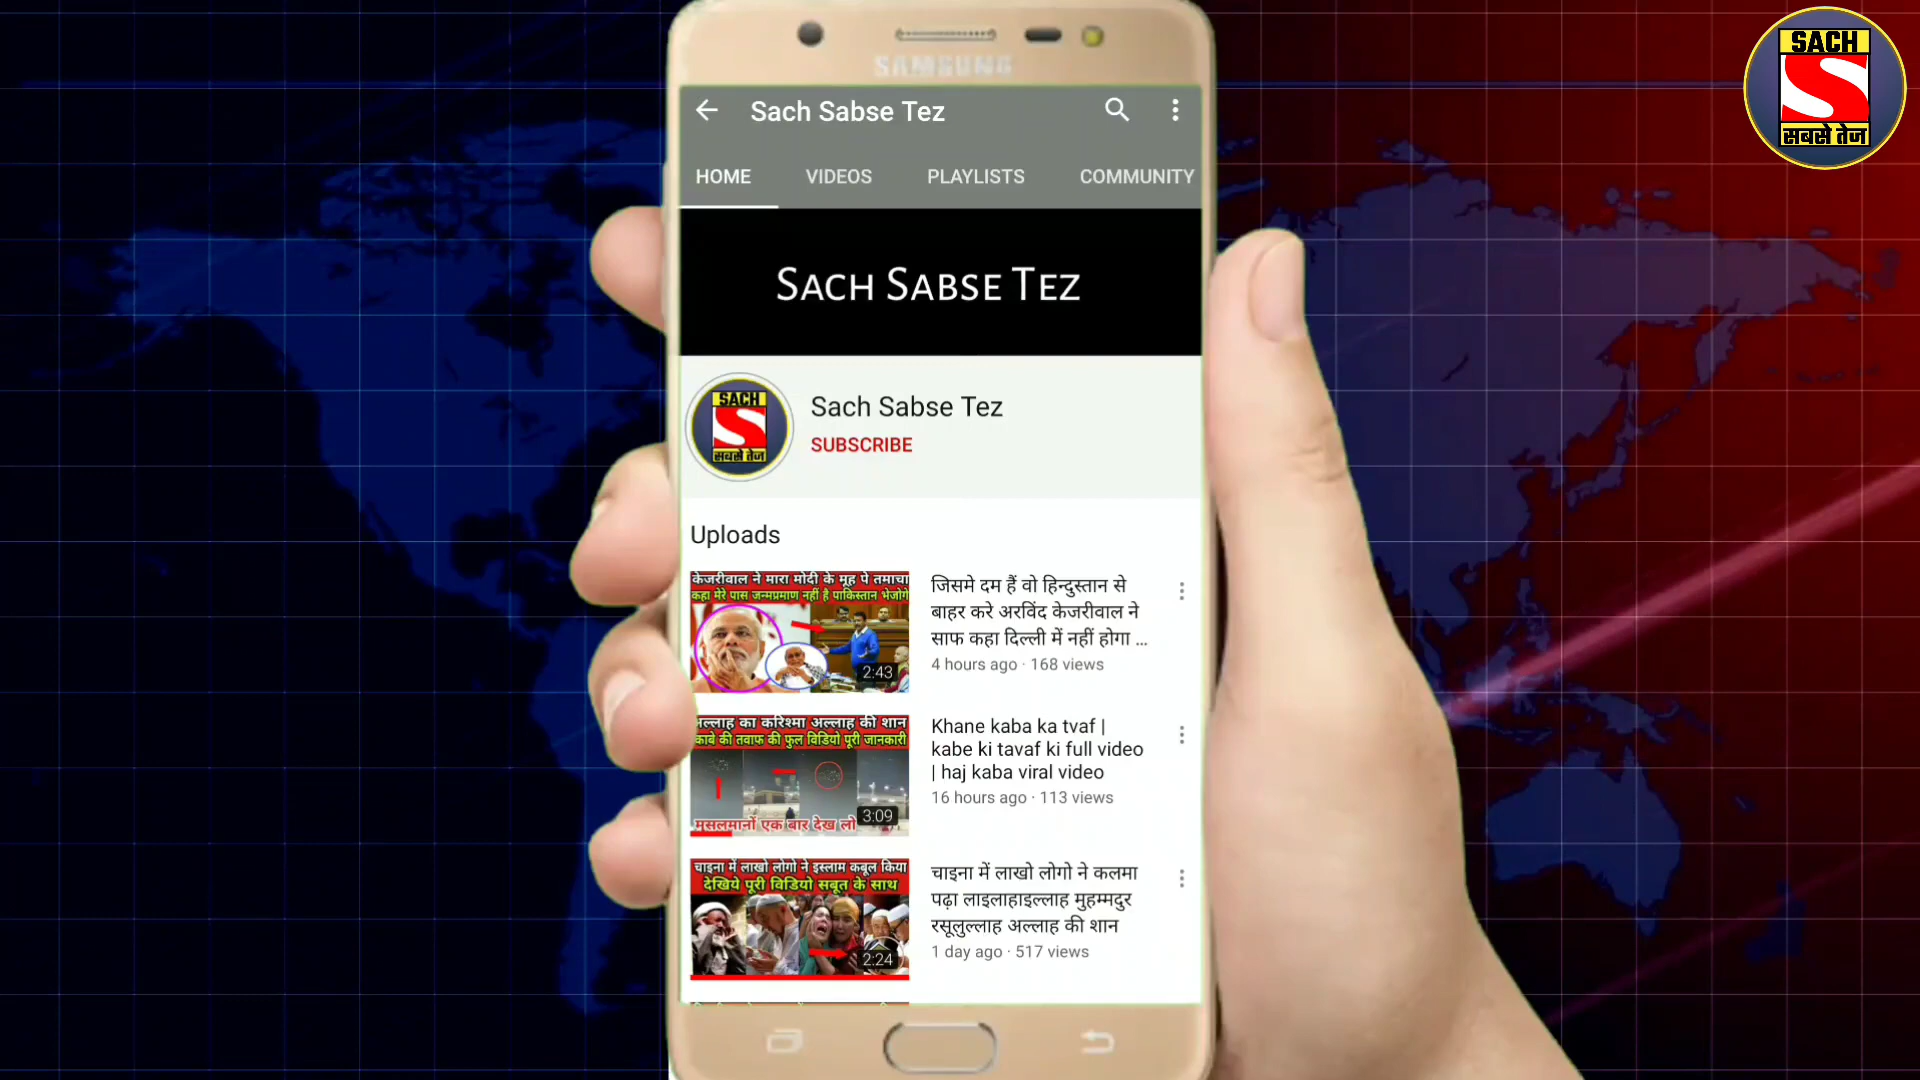 SACH
सबसे तेज
SAMSUNG
Sach Sabse Tez
HOME
VIDEOS
PLAYLISTS
COMMUNITY
SACH SABSE TEZ
SACH
सबसे तेज
Sach Sabse Tez
SUBSCRIBE
Uploads
केजरीवाल ने मारा मोदी के मूह पे तमाचा
कहा मेरे पास जन्मप्रमाण नहीं है पाकिस्तान भेजोगे
2:43
जिसमे दम हैं वो हिन्दुस्तान से
बाहर करे अरविंद केजरीवाल ने
साफ कहा दिल्ली में नहीं होगा ...
4 hours ago · 168 views
अल्लाह का करिश्मा अल्लाह की शान
काबे की तवाफ की फुल विडियो पूरी जानकारी
मुसलमानों एक बार देख लो
3:09
Khane kaba ka tvaf |
kabe ki tavaf ki full video
| haj kaba viral video
16 hours ago · 113 views
चाइना में लाखो लोगो ने इस्लाम कबूल किया
देखिये पूरी विडियो सबूत के साथ
2:24
चाइना में लाखो लोगो ने कलमा
पढ़ा लाइलाहाइल्लाह मुहम्मदुर
रसूलुल्लाह अल्लाह की शान
1 day ago · 517 views